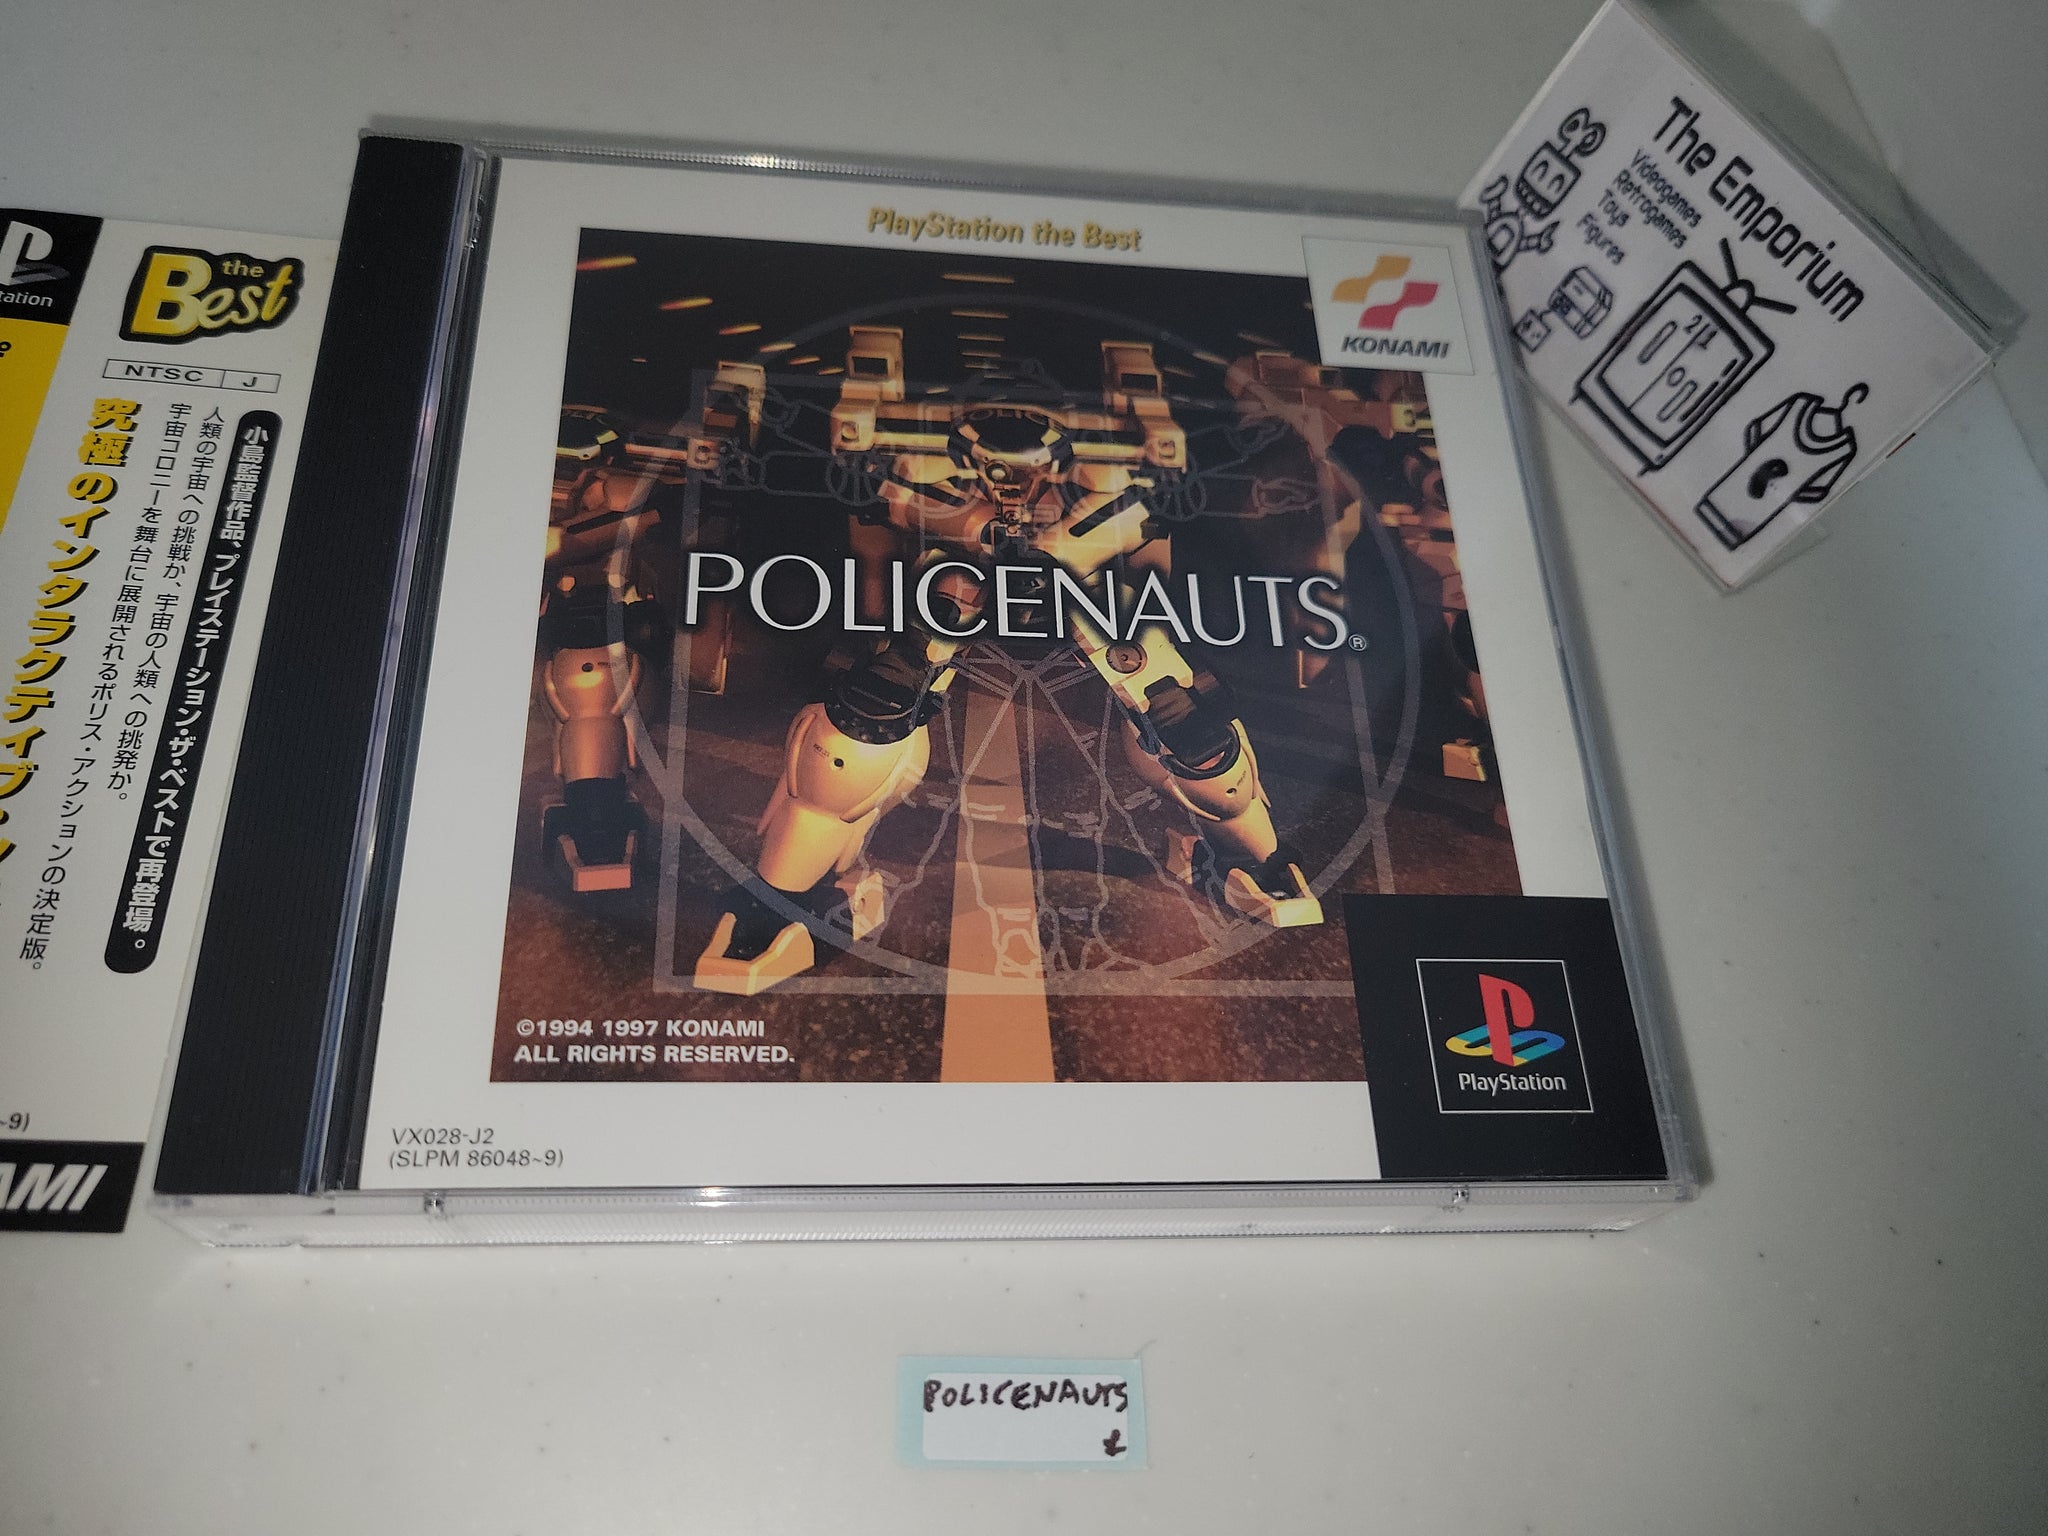 tation
the
Best
NTSC J
小島監督作品、プレイステーション・ザ・ベストで再登場。
人類の宇宙への挑戦か、宇宙の人類への挑発か。
宇宙コロニーを舞台に展開されるポリス・アクションの決定版。
究極のインタラクティブ・
~9)
AMI
PlayStation the Best
KONAMI
POLICE
POLICENAUTS®
©1994 1997 KONAMI
ALL RIGHTS RESERVED.
VX028-J2
(SLPM 86048~9)
PlayStation
The Emporium
Videogames
Retrogames
Toys
Figures
POLICENAUTS